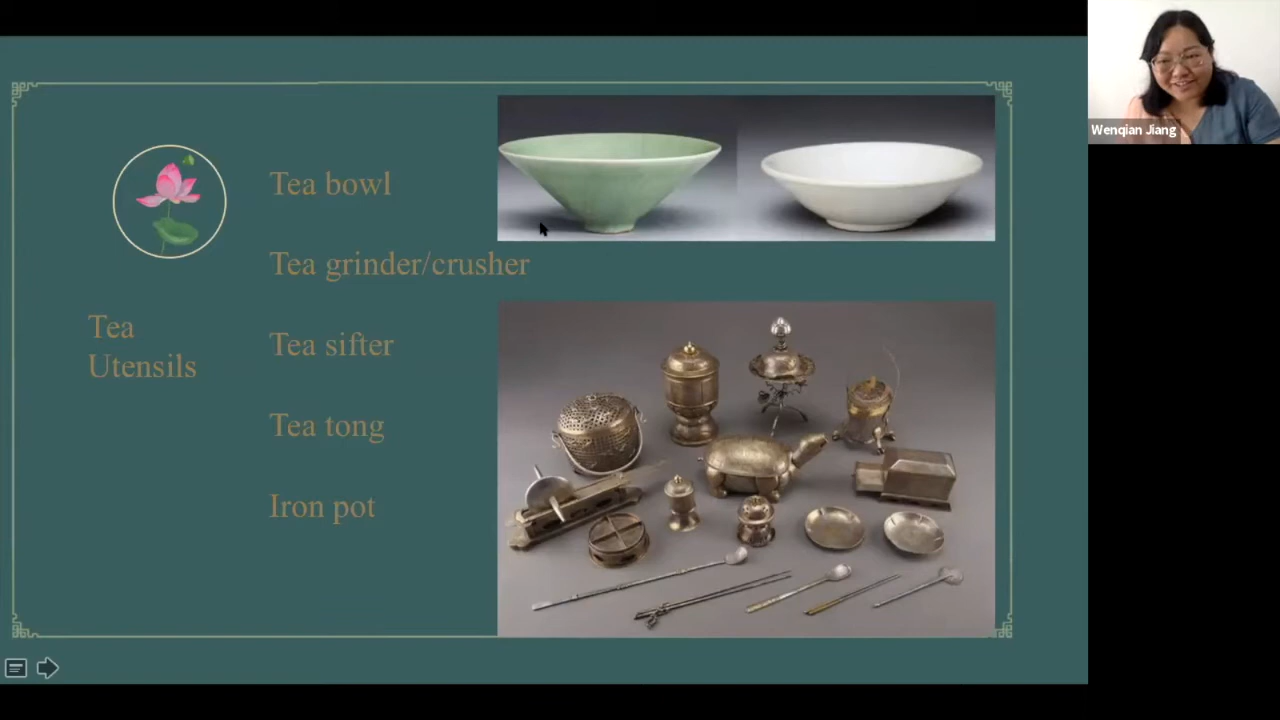 Tea bowl
Tea grinder/crusher
Tea
Utensils
Tea sifter
Tea tong
Iron pot
Wenqian Jiang